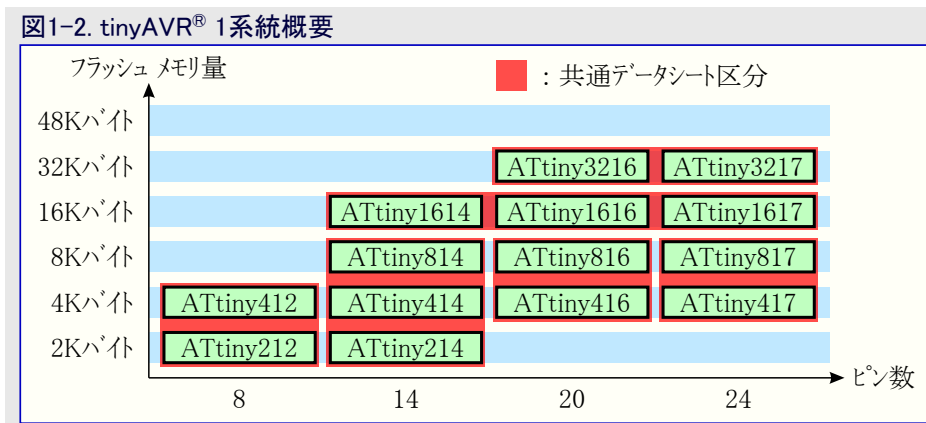 図1-2. tinyAVR® 1系統概要
フラッシュ メモリ量
：共通データシート区分
48Kバイト
32Kバイト ATtiny3216 ATtiny3217
16Kバイト ATtiny1614 ATtiny1616 ATtiny1617
8Kバイト ATtiny814 ATtiny816 ATtiny817
4Kバイト ATtiny412 ATtiny414 ATtiny416 ATtiny417
2Kバイト ATtiny212 ATtiny214
ピン数
8 14 20 24